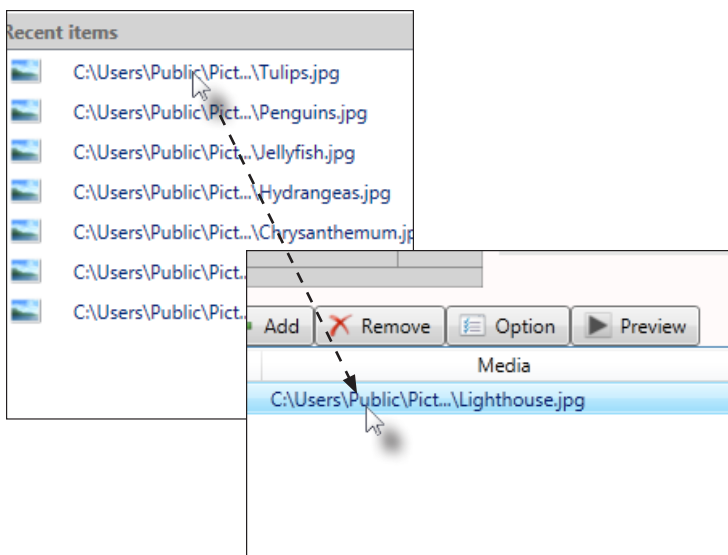 Recent items
C:\Users\Public\Pict...\Tulips.jpg
C:\Users\Public\Pict...\Penguins.jpg
C:\Users\Public\Pict...\Jellyfish.jpg
C:\Users\Public\Pict...\Hydrangeas.jpg
C:\Users\Public\Pict...\Chrysanthemum.jp
C:\Users\Public\Pict..
C:\Users\Public\Pict..
Add Remove Option Preview
Media
C:\Users\Public\Pict...\Lighthouse.jpg